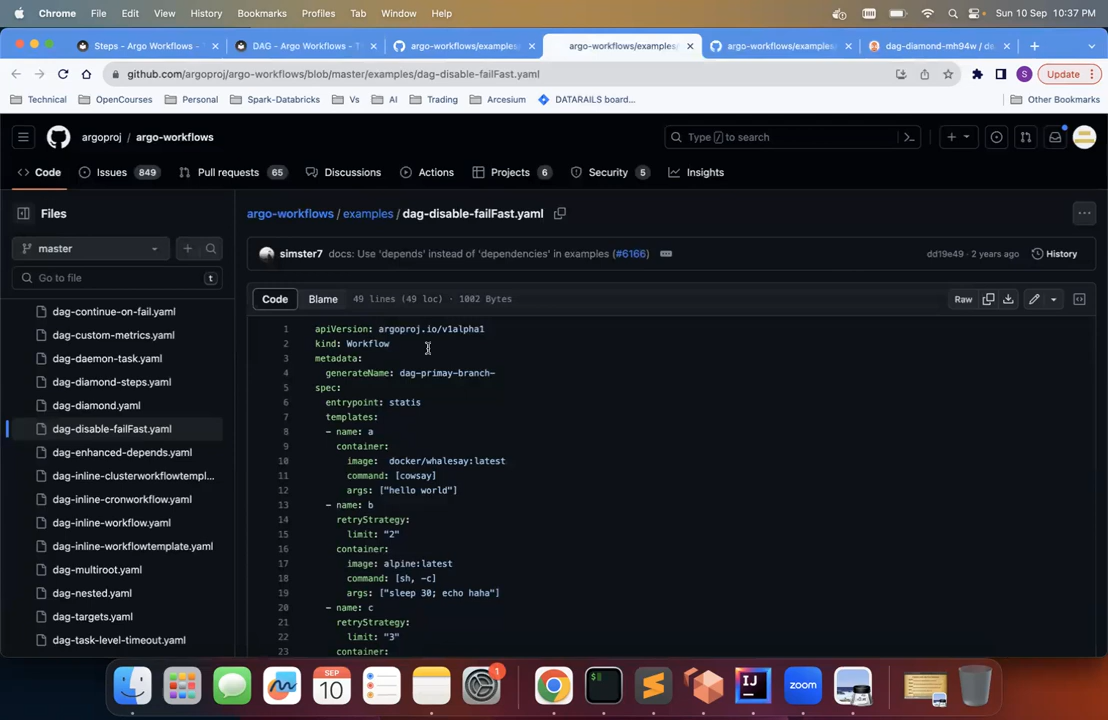 Chrome File Edit View History Bookmarks Profiles Tab Window Help Sun 10 Sep 10:37 PM
Steps - Argo Workflows - DAG - Argo Workflows - T argo-workflows/examples/ argo-workflows/examples/ argo-workflows/examples/ dag-diamond-mh94w / de
github.com/argoproj/argo-workflows/blob/master/examples/dag-disable-failFast.yaml S Update
Technical OpenCourses Personal Spark-Databricks Vs AI Trading Arcesium DATARAILS board... Other Bookmarks
argoproj / argo-workflows Type / to search
Code Issues 849 Pull requests 65 Discussions Actions Projects 6 Security 5 Insights
Files
master
Go to file t
dag-continue-on-fail.yaml
dag-custom-metrics.yaml
dag-daemon-task.yaml
dag-diamond-steps.yaml
dag-diamond.yaml
dag-disable-failFast.yaml
dag-enhanced-depends.yaml
dag-inline-clusterworkflowtempl...
dag-inline-cronworkflow.yaml
dag-inline-workflow.yaml
dag-inline-workflowtemplate.yaml
dag-multiroot.yaml
dag-nested.yaml
dag-targets.yaml
dag-task-level-timeout.yaml
argo-workflows / examples / dag-disable-failFast.yaml
simster7 docs: Use 'depends' instead of 'dependencies' in examples (#6166) dd19e49 · 2 years ago History
Code Blame 49 lines (49 loc) · 1002 Bytes Raw
1 apiVersion: argoproj.io/v1alpha1
2 kind: Workflow
3 metadata:
4 generateName: dag-primay-branch-
5 spec:
6 entrypoint: statis
7 templates:
8 - name: a
9 container:
10 image: docker/whalesay:latest
11 command: [cowsay]
12 args: ["hello world"]
13 - name: b
14 retryStrategy:
15 limit: "2"
16 container:
17 image: alpine:latest
18 command: [sh, -c]
19 args: ["sleep 30; echo haha"]
20 - name: c
21 retryStrategy:
22 limit: "3"
23 container:
SEP
10
1
zoom